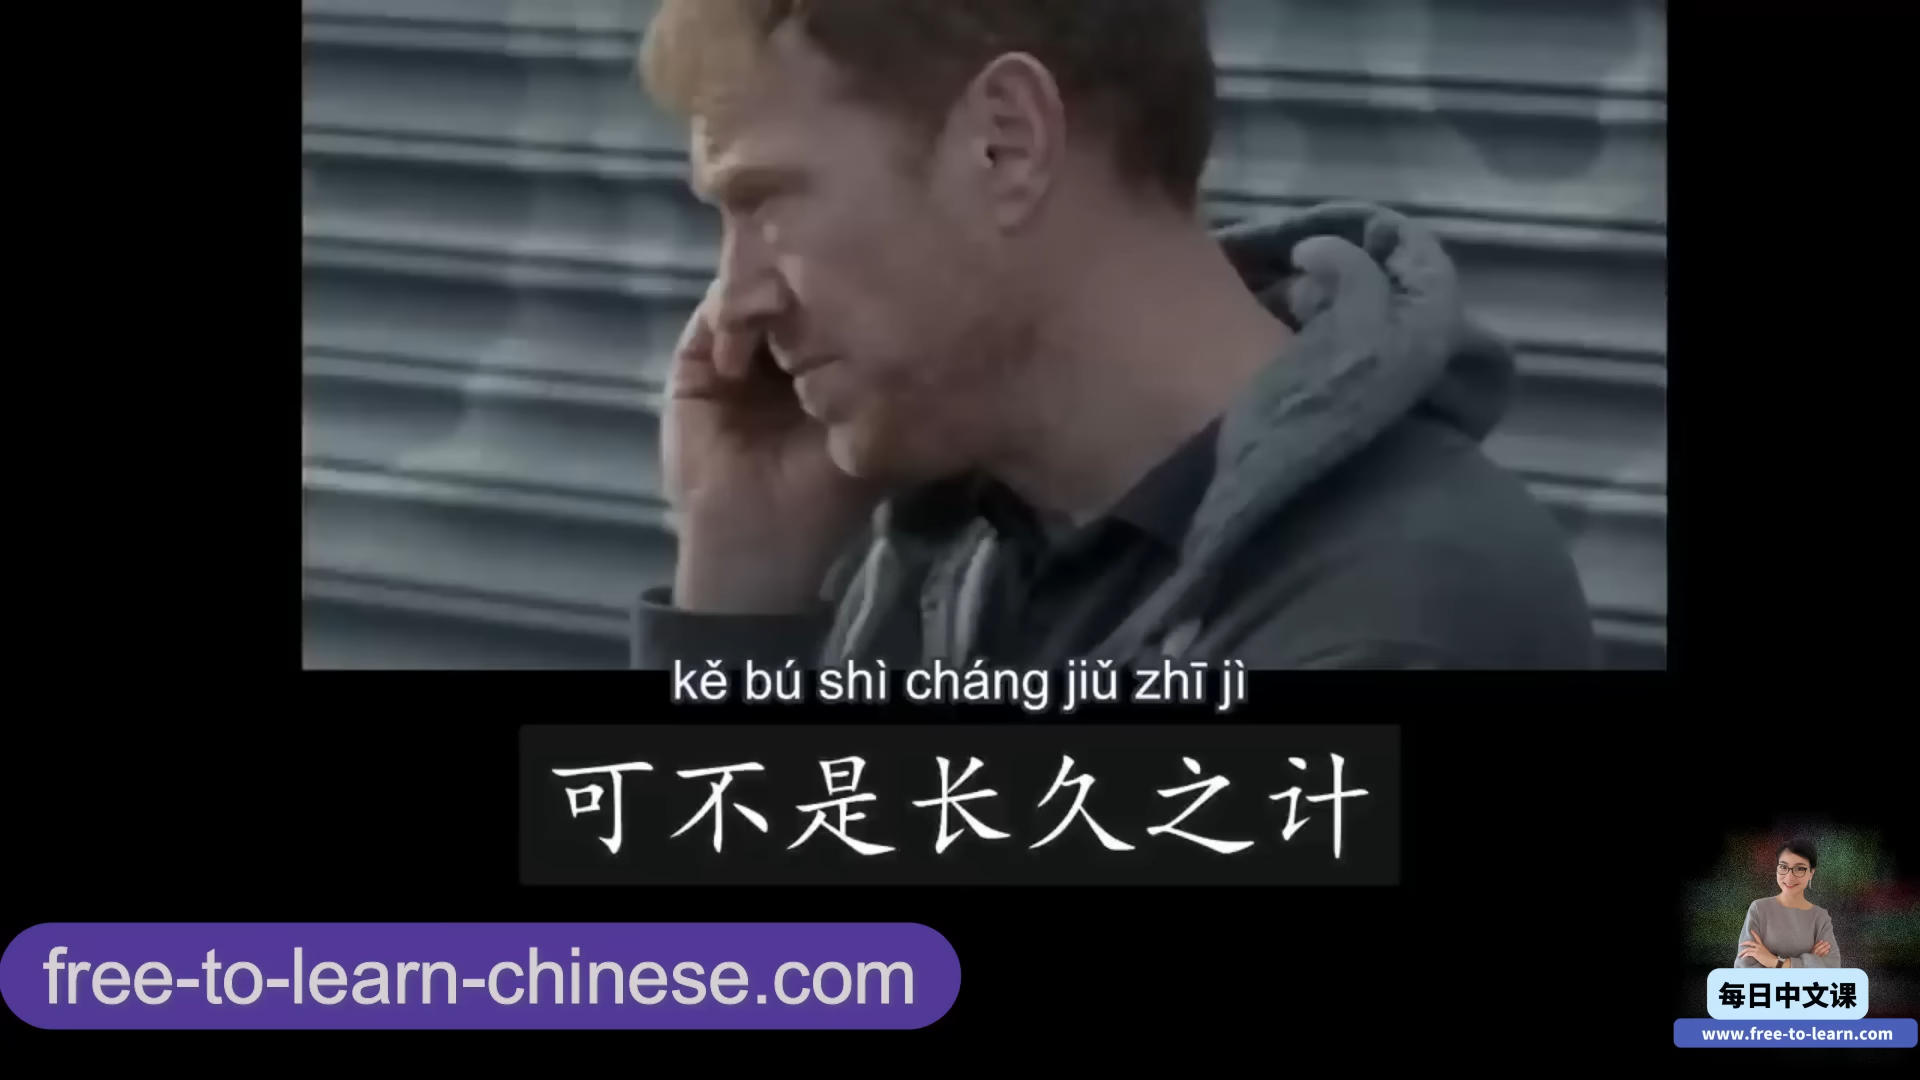 kě bú shì cháng jiǔ zhī jì
可不是长久之计
free-to-learn-chinese.com
每日中文课
www.free-to-learn.com